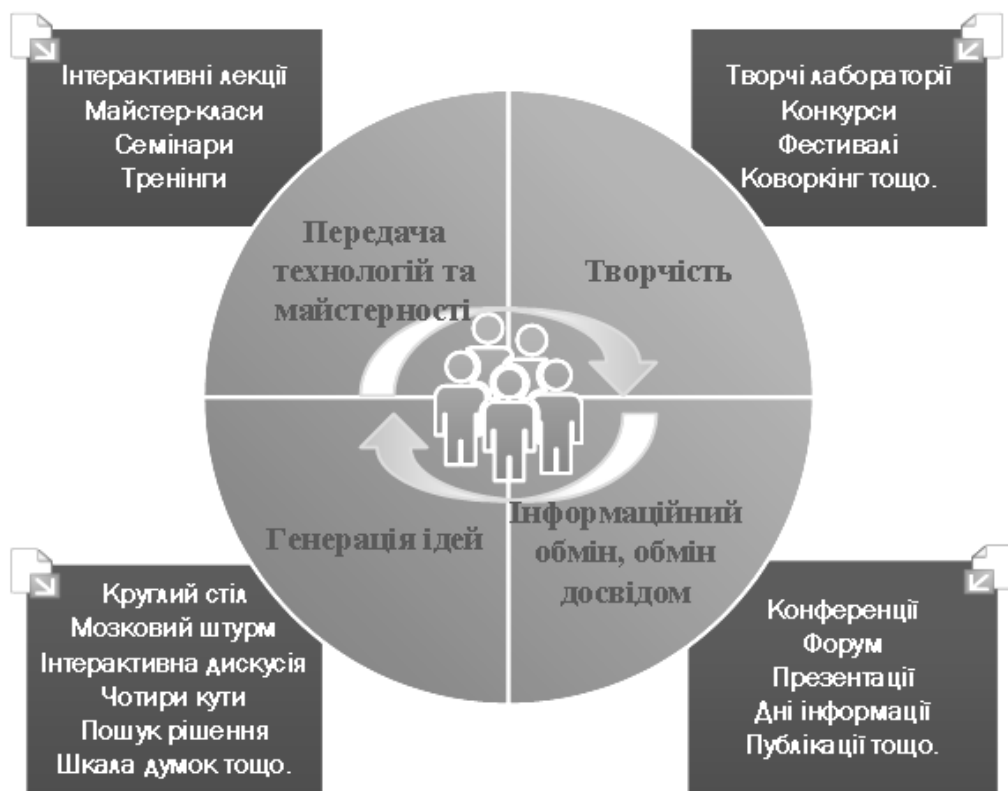 Інтерактивні лекції
Майстер-класи
Семінари
Тренінги
Творчі лабораторії
Конкурси
Фестивалі
Коворкінг тощо.
Передача
технологій та
майстерності
Творчість
Генерація ідей
Інформаційний
обмін, обмін
досвідом
Круглий стіл
Мозковий штурм
Інтерактивна дискусія
Чотири кути
Пошук рішення
Шкала думок тощо.
Конференції
Форум
Презентації
Дні інформації
Публікації тощо.